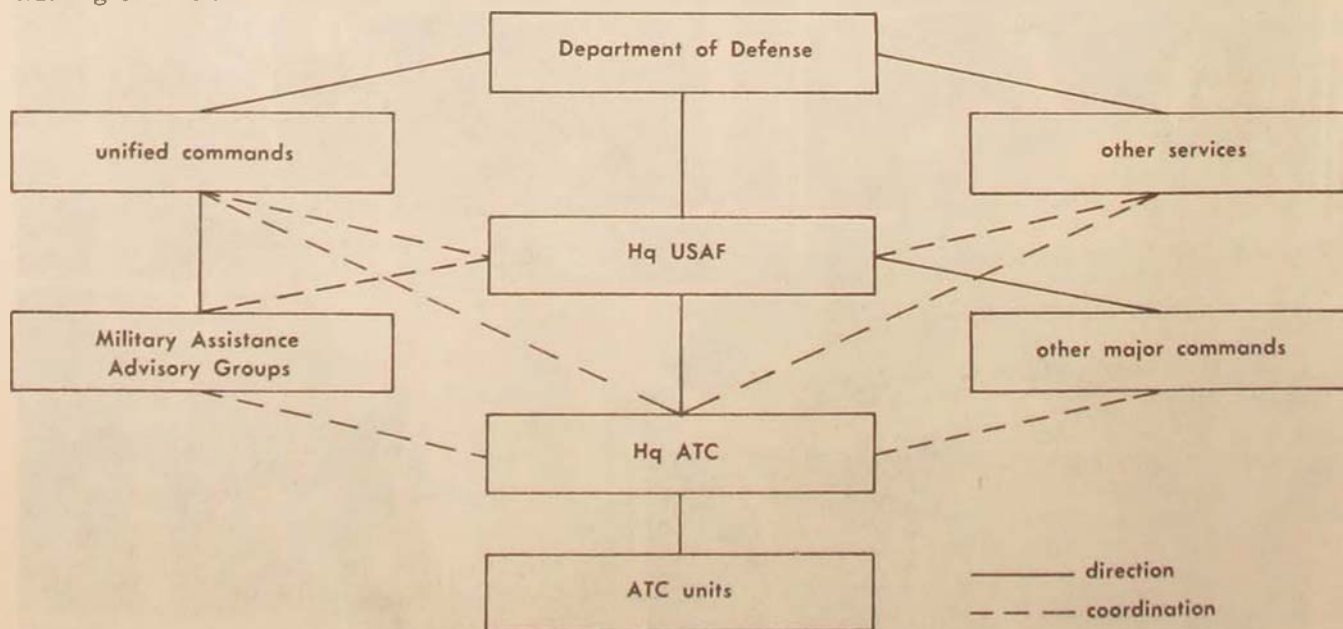 Department of Defense
unified commands
other services
Hq USAF
Military Assistance
Advisory Groups
other major commands
Hq ATC
ATC units
direction
coordination